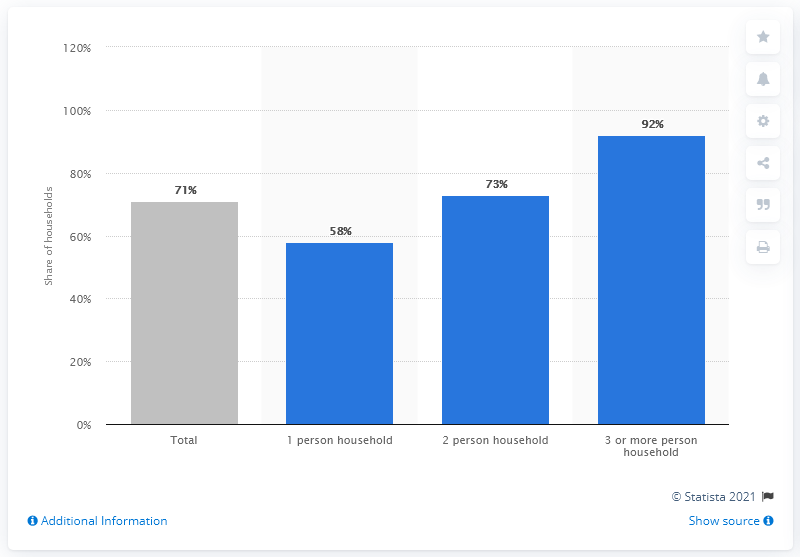 120%
100%
80%
60%
40%
20%
0%
Share of households
71%
58%
73%
92%
Total
1 person household
2 person household
3 or more person
household
© Statista 2021
Additional Information
Show source